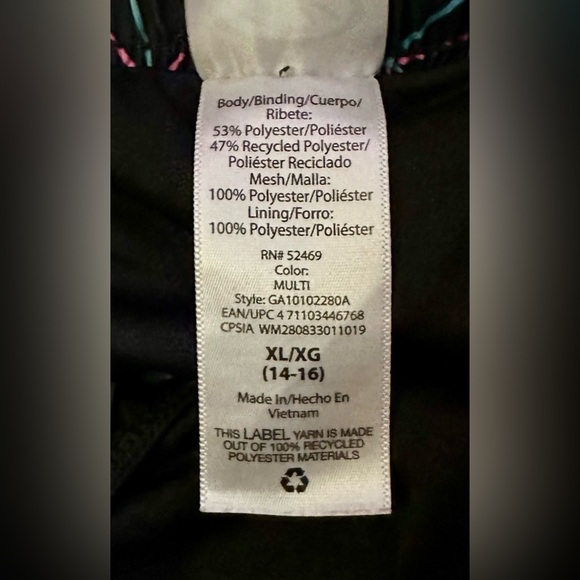 Body/Binding/Cuerpo/
Ribete:
53% Polyester/Poliéster
47% Recycled Polyester/
Poliéster Reciclado
Mesh/Malla:
100% Polyester/Poliéster
Lining/Forro:
100% Polyester/Poliéster
RN# 52469
Color:
MULTI
Style: GA10102280A
EAN/UPC 4 71103446768
CPSIA WM280833011019
XL/XG
(14-16)
Made In/Hecho En
Vietnam
THIS LABEL YARN IS MADE
OUT OF 100% RECYCLED
POLYESTER MATERIALS